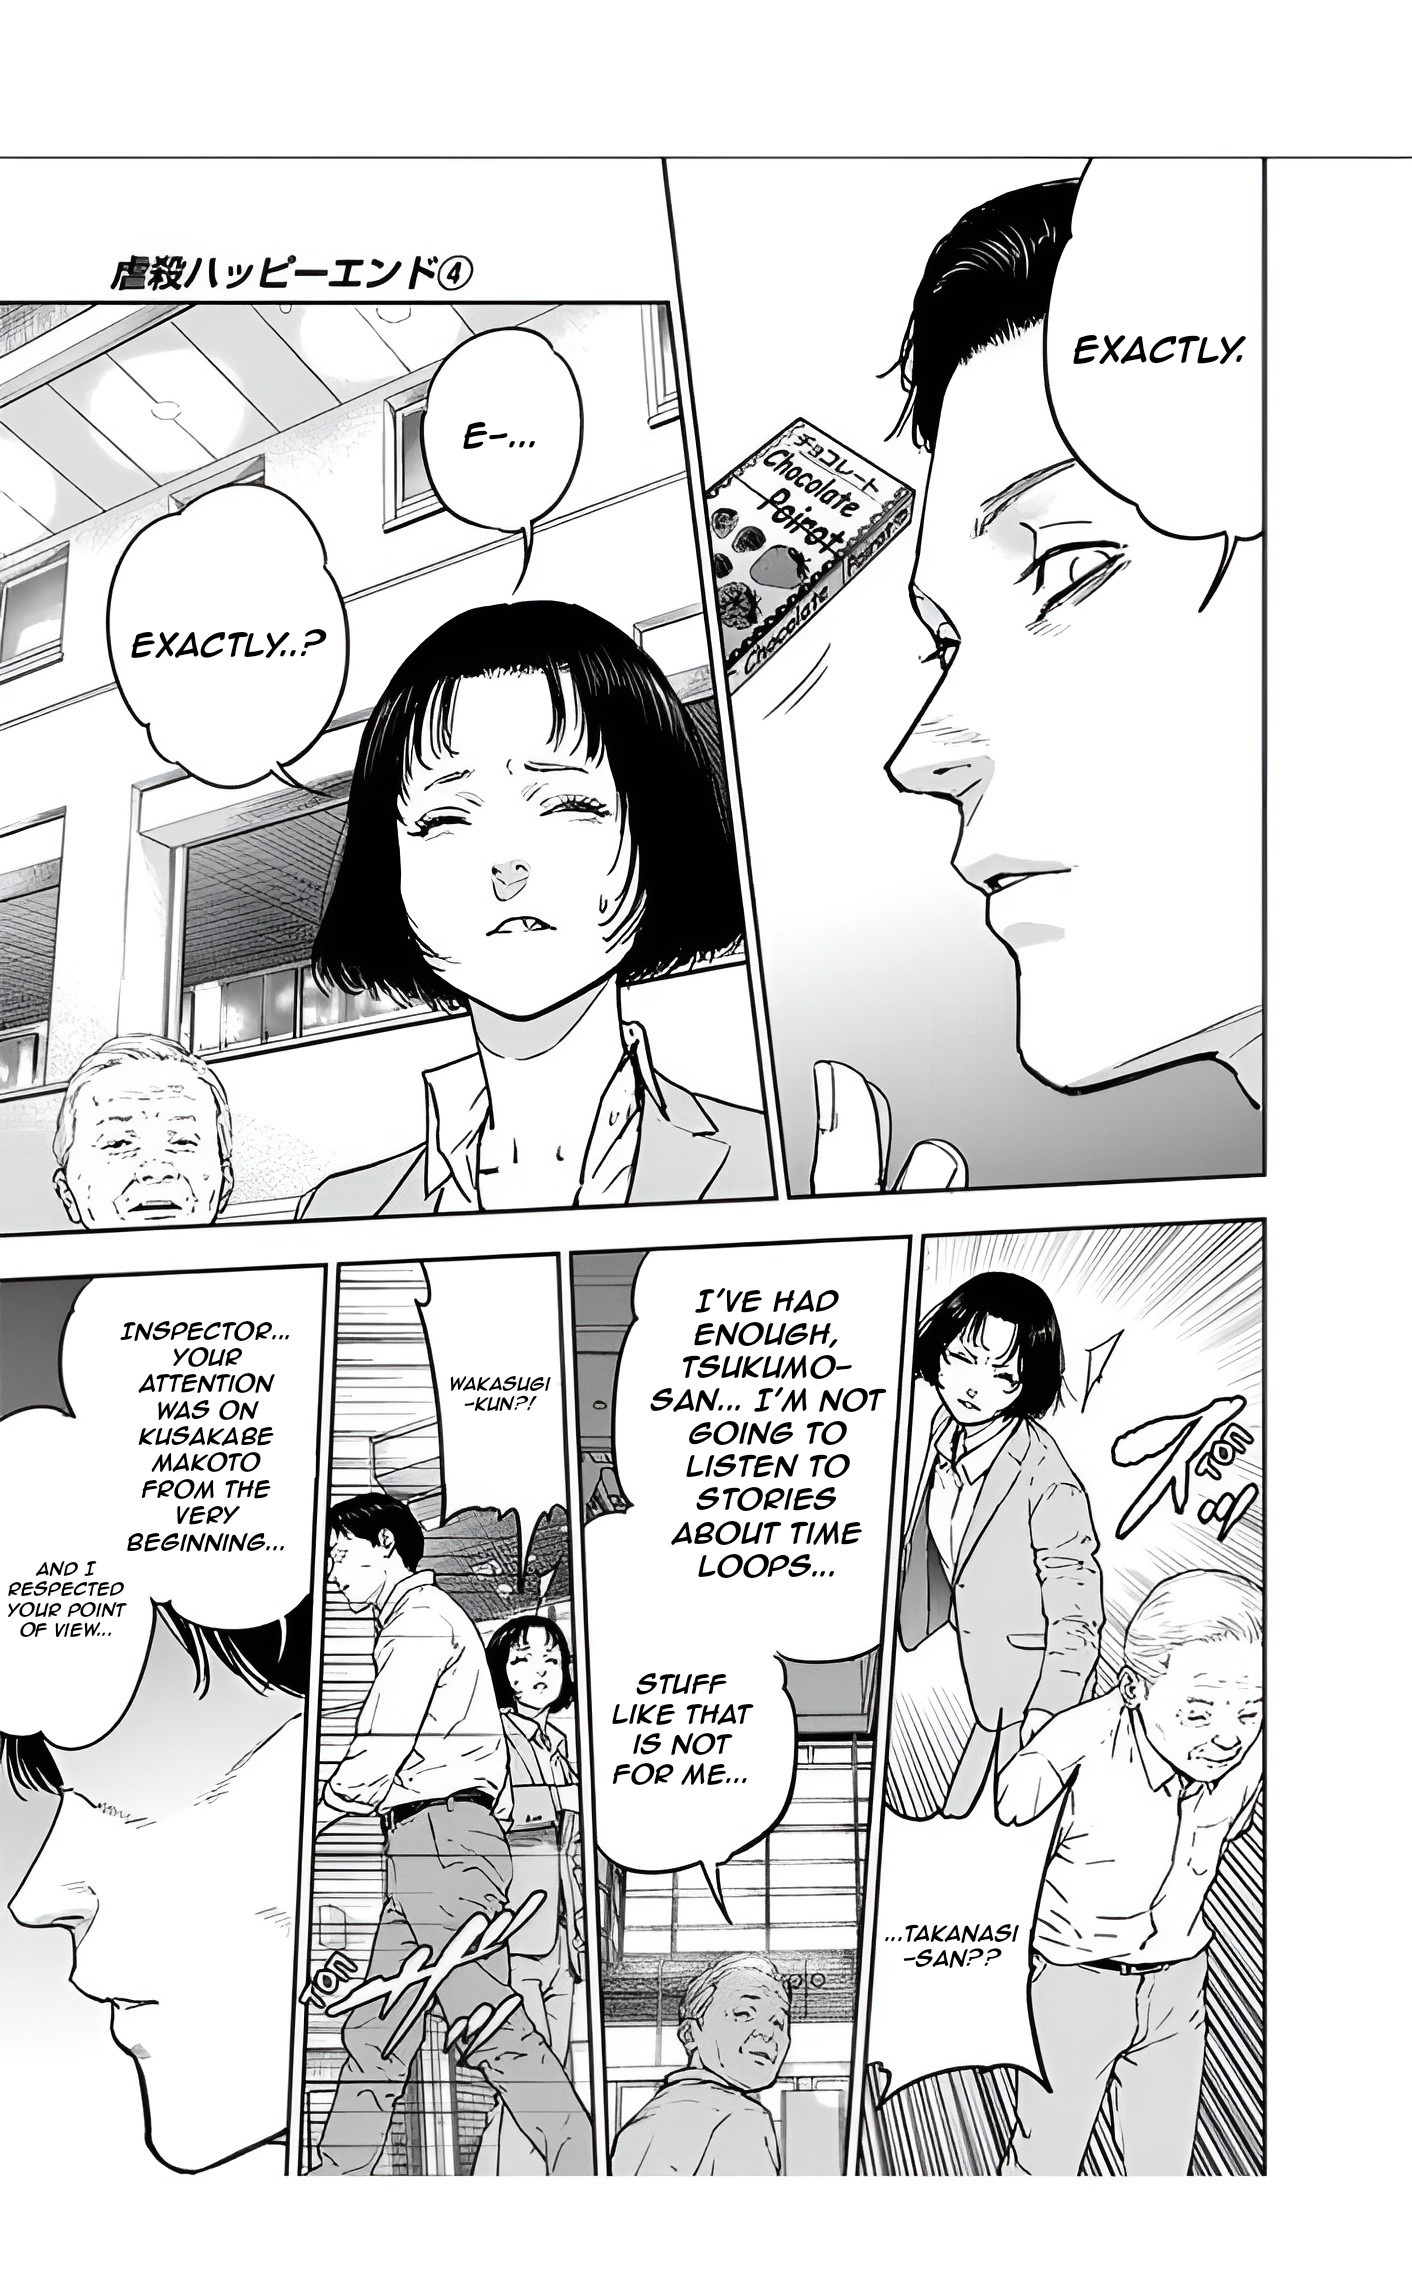 EXACTLY.
チョコレート
Chocolate
Poirot
Chocolate
Poirot
虐殺ハッピーエンド④
E-...
EXACTLY..?
топ
...TAKANASI
-SAN??
I'VE HAD
ENOUGH,
TSUKUMO-
SAN... I'M NOT
GOING TO
LISTEN TO
STORIES
ABOUT TIME
LOOPS...
STUFF
LIKE THAT
IS NOT
FOR ME...
WAKASUGI
-KUN?!
топ
INSPECTOR...
YOUR
ATTENTION
WAS ON
KUSAKABE
MAKOTO
FROM THE
VERY
BEGINNING...
AND I
RESPECTED
YOUR POINT
OF VIEW...